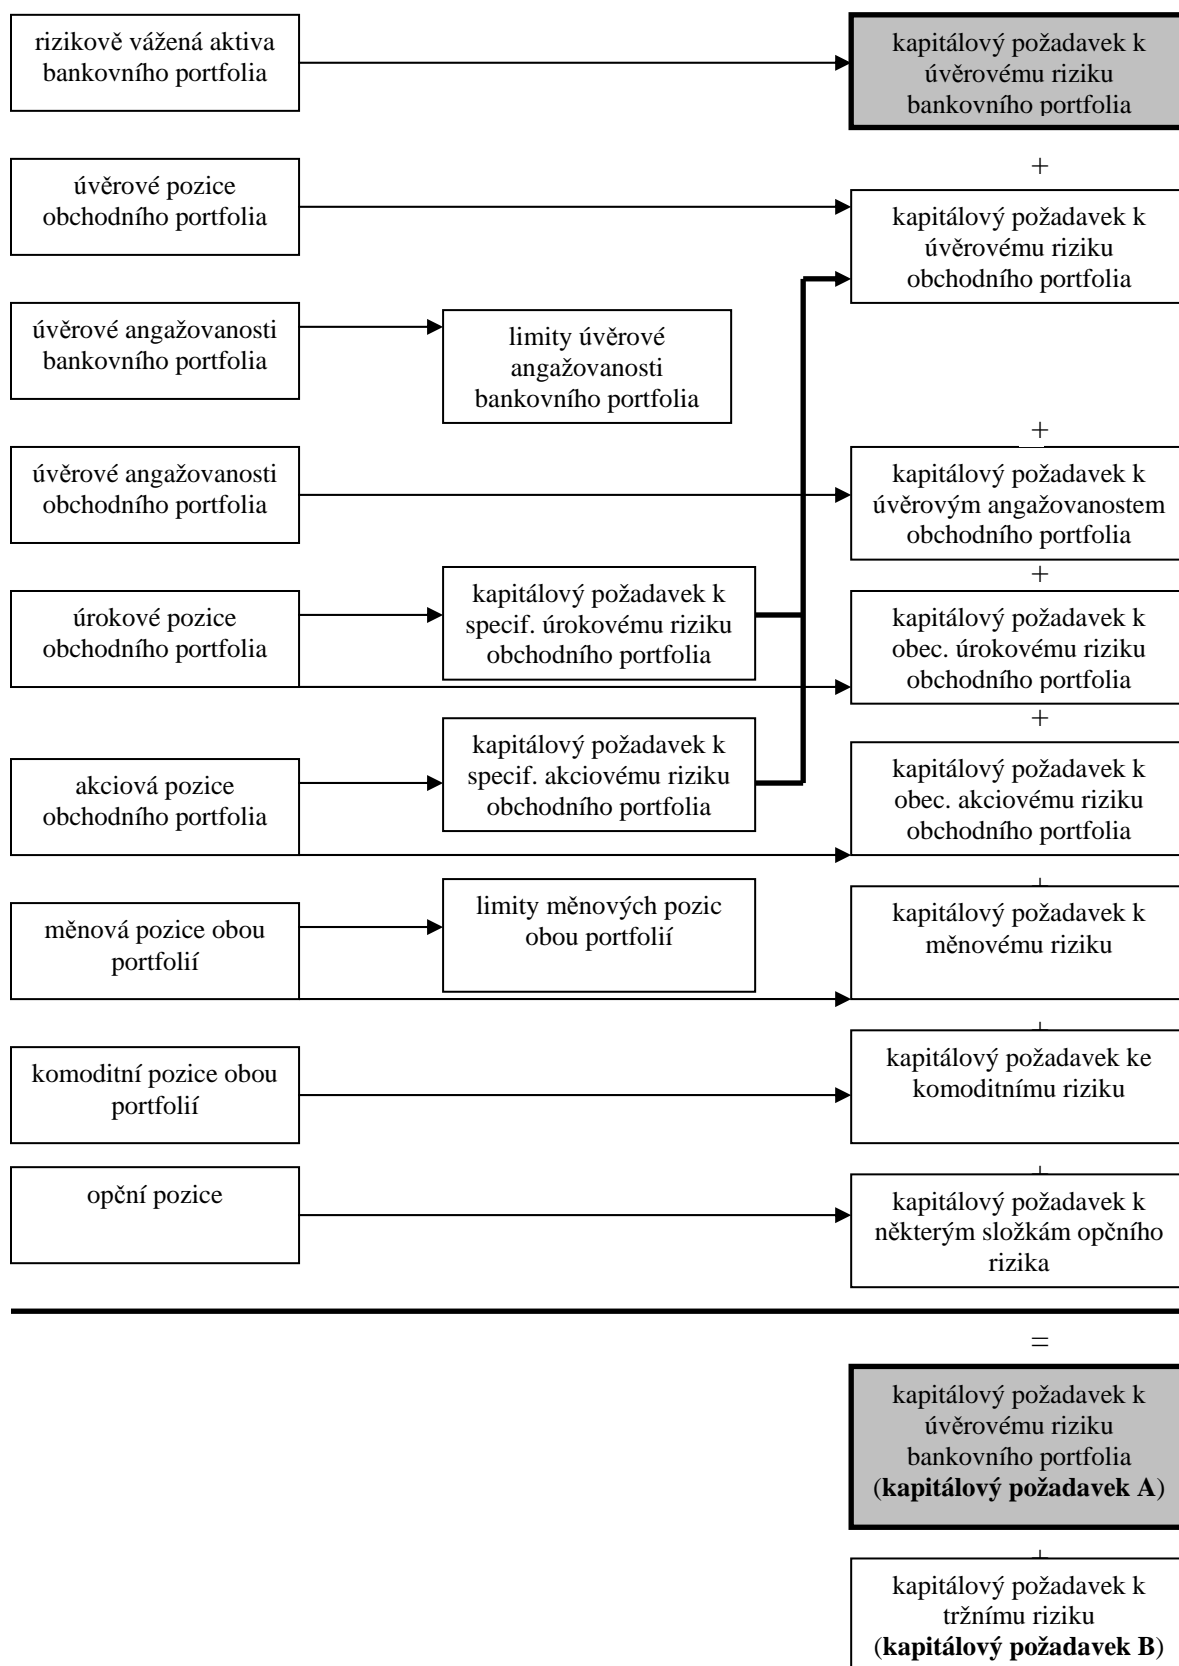 rizikově vážená aktiva
bankovního portfolia
kapitálový požadavek k
úvěrovému riziku
bankovního portfolia
+
úvěrové pozice
obchodního portfolia
kapitálový požadavek k
úvěrovému riziku
obchodního portfolia
úvěrové angažovanosti
bankovního portfolia
limity úvěrové
angažovanosti
bankovního portfolia
+
úvěrové angažovanosti
obchodního portfolia
kapitálový požadavek k
úvěrovým angažovanostem
obchodního portfolia
+
úrokové pozice
obchodního portfolia
kapitálový požadavek k
specif. úrokovému riziku
obchodního portfolia
kapitálový požadavek k
obec. úrokovému riziku
obchodního portfolia
+
akciová pozice
obchodního portfolia
kapitálový požadavek k
specif. akciovému riziku
obchodního portfolia
kapitálový požadavek k
obec. akciovému riziku
obchodního portfolia
+
měnová pozice obou
portfolií
limity měnových pozic
obou portfolií
kapitálový požadavek k
měnovému riziku
+
komoditní pozice obou
portfolií
kapitálový požadavek ke
komoditnímu riziku
+
opční pozice
kapitálový požadavek k
některým složkám opčního
rizika
=
kapitálový požadavek k
úvěrovému riziku
bankovního portfolia
(kapitálový požadavek A)
+
kapitálový požadavek k
tržnímu riziku
(kapitálový požadavek B)